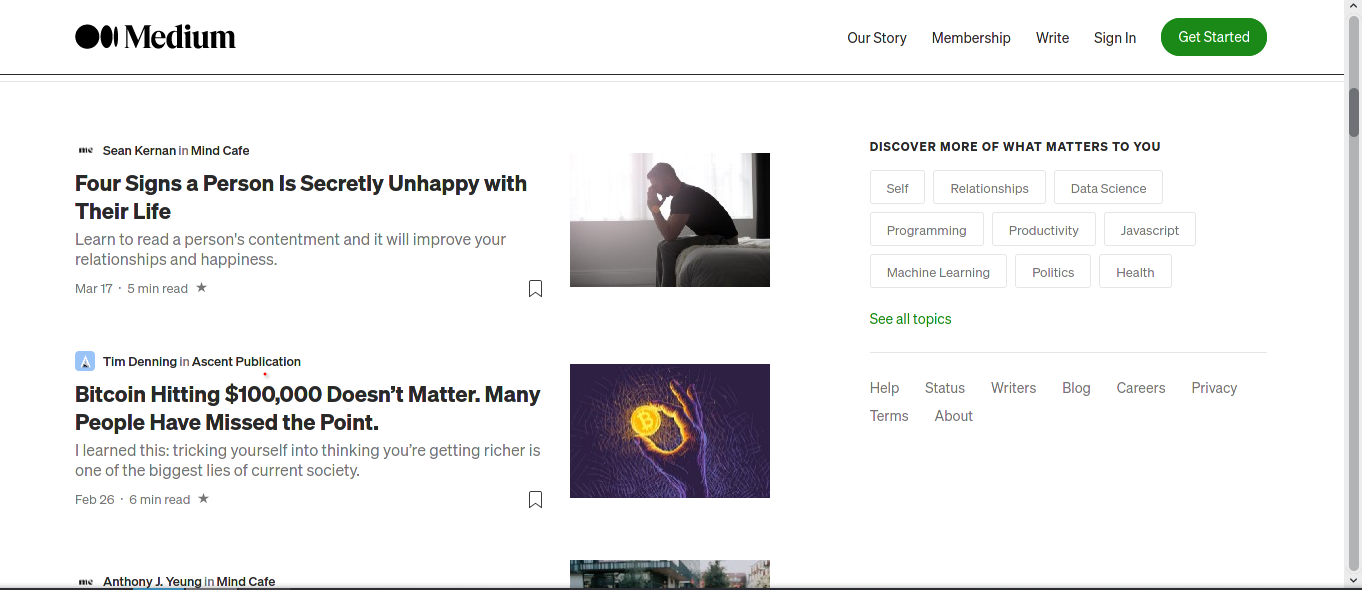 Medium
Our Story Membership Write Sign In Get Started
me Sean Kernan in Mind Cafe
Four Signs a Person Is Secretly Unhappy with
Their Life
Learn to read a person's contentment and it will improve your
relationships and happiness.
Mar 17 · 5 min read ★
Tim Denning in Ascent Publication
Bitcoin Hitting $100,000 Doesn’t Matter. Many
People Have Missed the Point.
I learned this: tricking yourself into thinking you’re getting richer is
one of the biggest lies of current society.
Feb 26 · 6 min read ★
me Anthony J. Yeung in Mind Cafe
DISCOVER MORE OF WHAT MATTERS TO YOU
Self Relationships Data Science
Programming Productivity Javascript
Machine Learning Politics Health
See all topics
Help Status Writers Blog Careers Privacy
Terms About